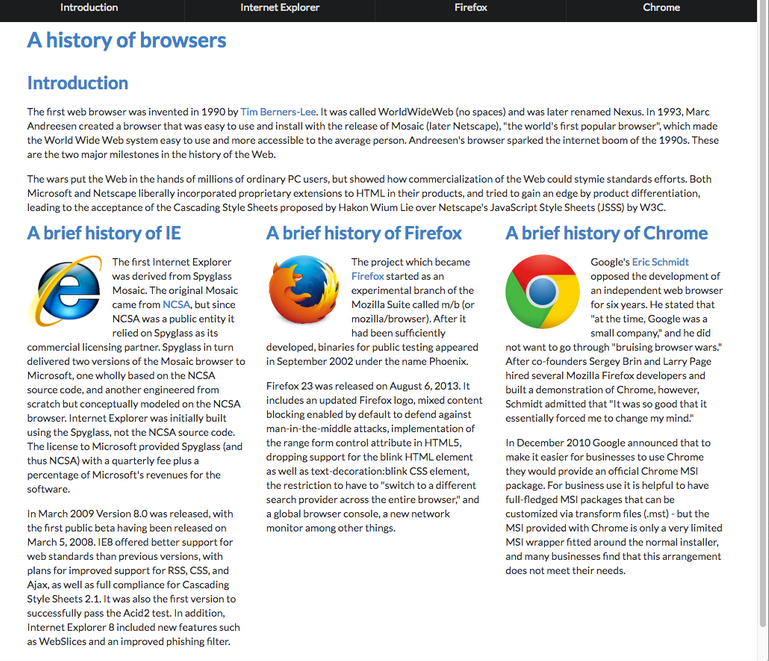 Introduction
Internet Explorer
Firefox
Chrome
A history of browsers
Introduction
The first web browser was invented in 1990 by Tim Berners-Lee. It was called WorldWideWeb (no spaces) and was later renamed Nexus. In 1993, Marc
Andreesen created a browser that was easy to use and install with the release of Mosaic (later Netscape), "the world's first popular browser", which made
the World Wide Web system easy to use and more accessible to the average person. Andreesen's browser sparked the internet boom of the 1990s. These
are the two major milestones in the history of the Web.
The wars put the Web in the hands of millions of ordinary PC users, but showed how commercialization of the Web could stymie standards efforts. Both
Microsoft and Netscape liberally incorporated proprietary extensions to HTML in their products, and tried to gain an edge by product differentiation,
leading to the acceptance of the Cascading Style Sheets proposed by Hakon Wium Lie over Netscape's JavaScript Style Sheets (JSSS) by W3C.
A brief history of IE
The first Internet Explorer
was derived from Spyglass
Mosaic. The original Mosaic
came from NCSA, but since
NCSA was a public entity it
relied on Spyglass as its
commercial licensing partner. Spyglass in turn
delivered two versions of the Mosaic browser to
Microsoft, one wholly based on the NCSA
source code, and another engineered from
scratch but conceptually modeled on the NCSA
browser. Internet Explorer was initially built
using the Spyglass, not the NCSA source code.
The license to Microsoft provided Spyglass (and
thus NCSA) with a quarterly fee plus a
percentage of Microsoft's revenues for the
software.
In March 2009 Version 8.0 was released, with
the first public beta having been released on
March 5, 2008. IE8 offered better support for
web standards than previous versions, with
plans for improved support for RSS, CSS, and
Ajax, as well as full compliance for Cascading
Style Sheets 2.1. It was also the first version to
successfully pass the Acid2 test. In addition,
Internet Explorer 8 included new features such
as WebSlices and an improved phishing filter.
A brief history of Firefox
The project which became
Firefox started as an
experimental branch of the
Mozilla Suite called m/b (or
mozilla/browser). After it
had been sufficiently
developed, binaries for public testing appeared
in September 2002 under the name Phoenix.
Firefox 23 was released on August 6, 2013. It
includes an updated Firefox logo, mixed content
blocking enabled by default to defend against
man-in-the-middle attacks, implementation of
the range form control attribute in HTML5,
dropping support for the blink HTML element
as well as text-decoration:blink CSS element,
the restriction to have to "switch to a different
search provider across the entire browser," and
a global browser console, a new network
monitor among other things.
A brief history of Chrome
Google's Eric Schmidt
opposed the development of
an independent web browser
for six years. He stated that
"at the time, Google was a
small company," and he did
not want to go through "bruising browser wars."
After co-founders Sergey Brin and Larry Page
hired several Mozilla Firefox developers and
built a demonstration of Chrome, however,
Schmidt admitted that "It was so good that it
essentially forced me to change my mind."
In December 2010 Google announced that to
make it easier for businesses to use Chrome
they would provide an official Chrome MSI
package. For business use it is helpful to have
full-fledged MSI packages that can be
customized via transform files (.mst) - but the
MSI provided with Chrome is only a very limited
MSI wrapper fitted around the normal installer,
and many businesses find that this arrangement
does not meet their needs.